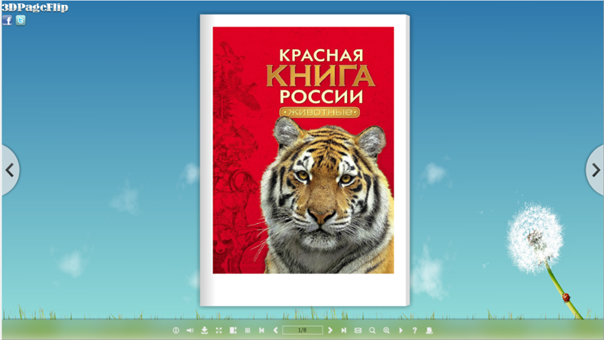 3DPageFlip
КРАСНАЯ
КНИГА
РОССИИ
•ЖИВОТНЫЕ•
1/8